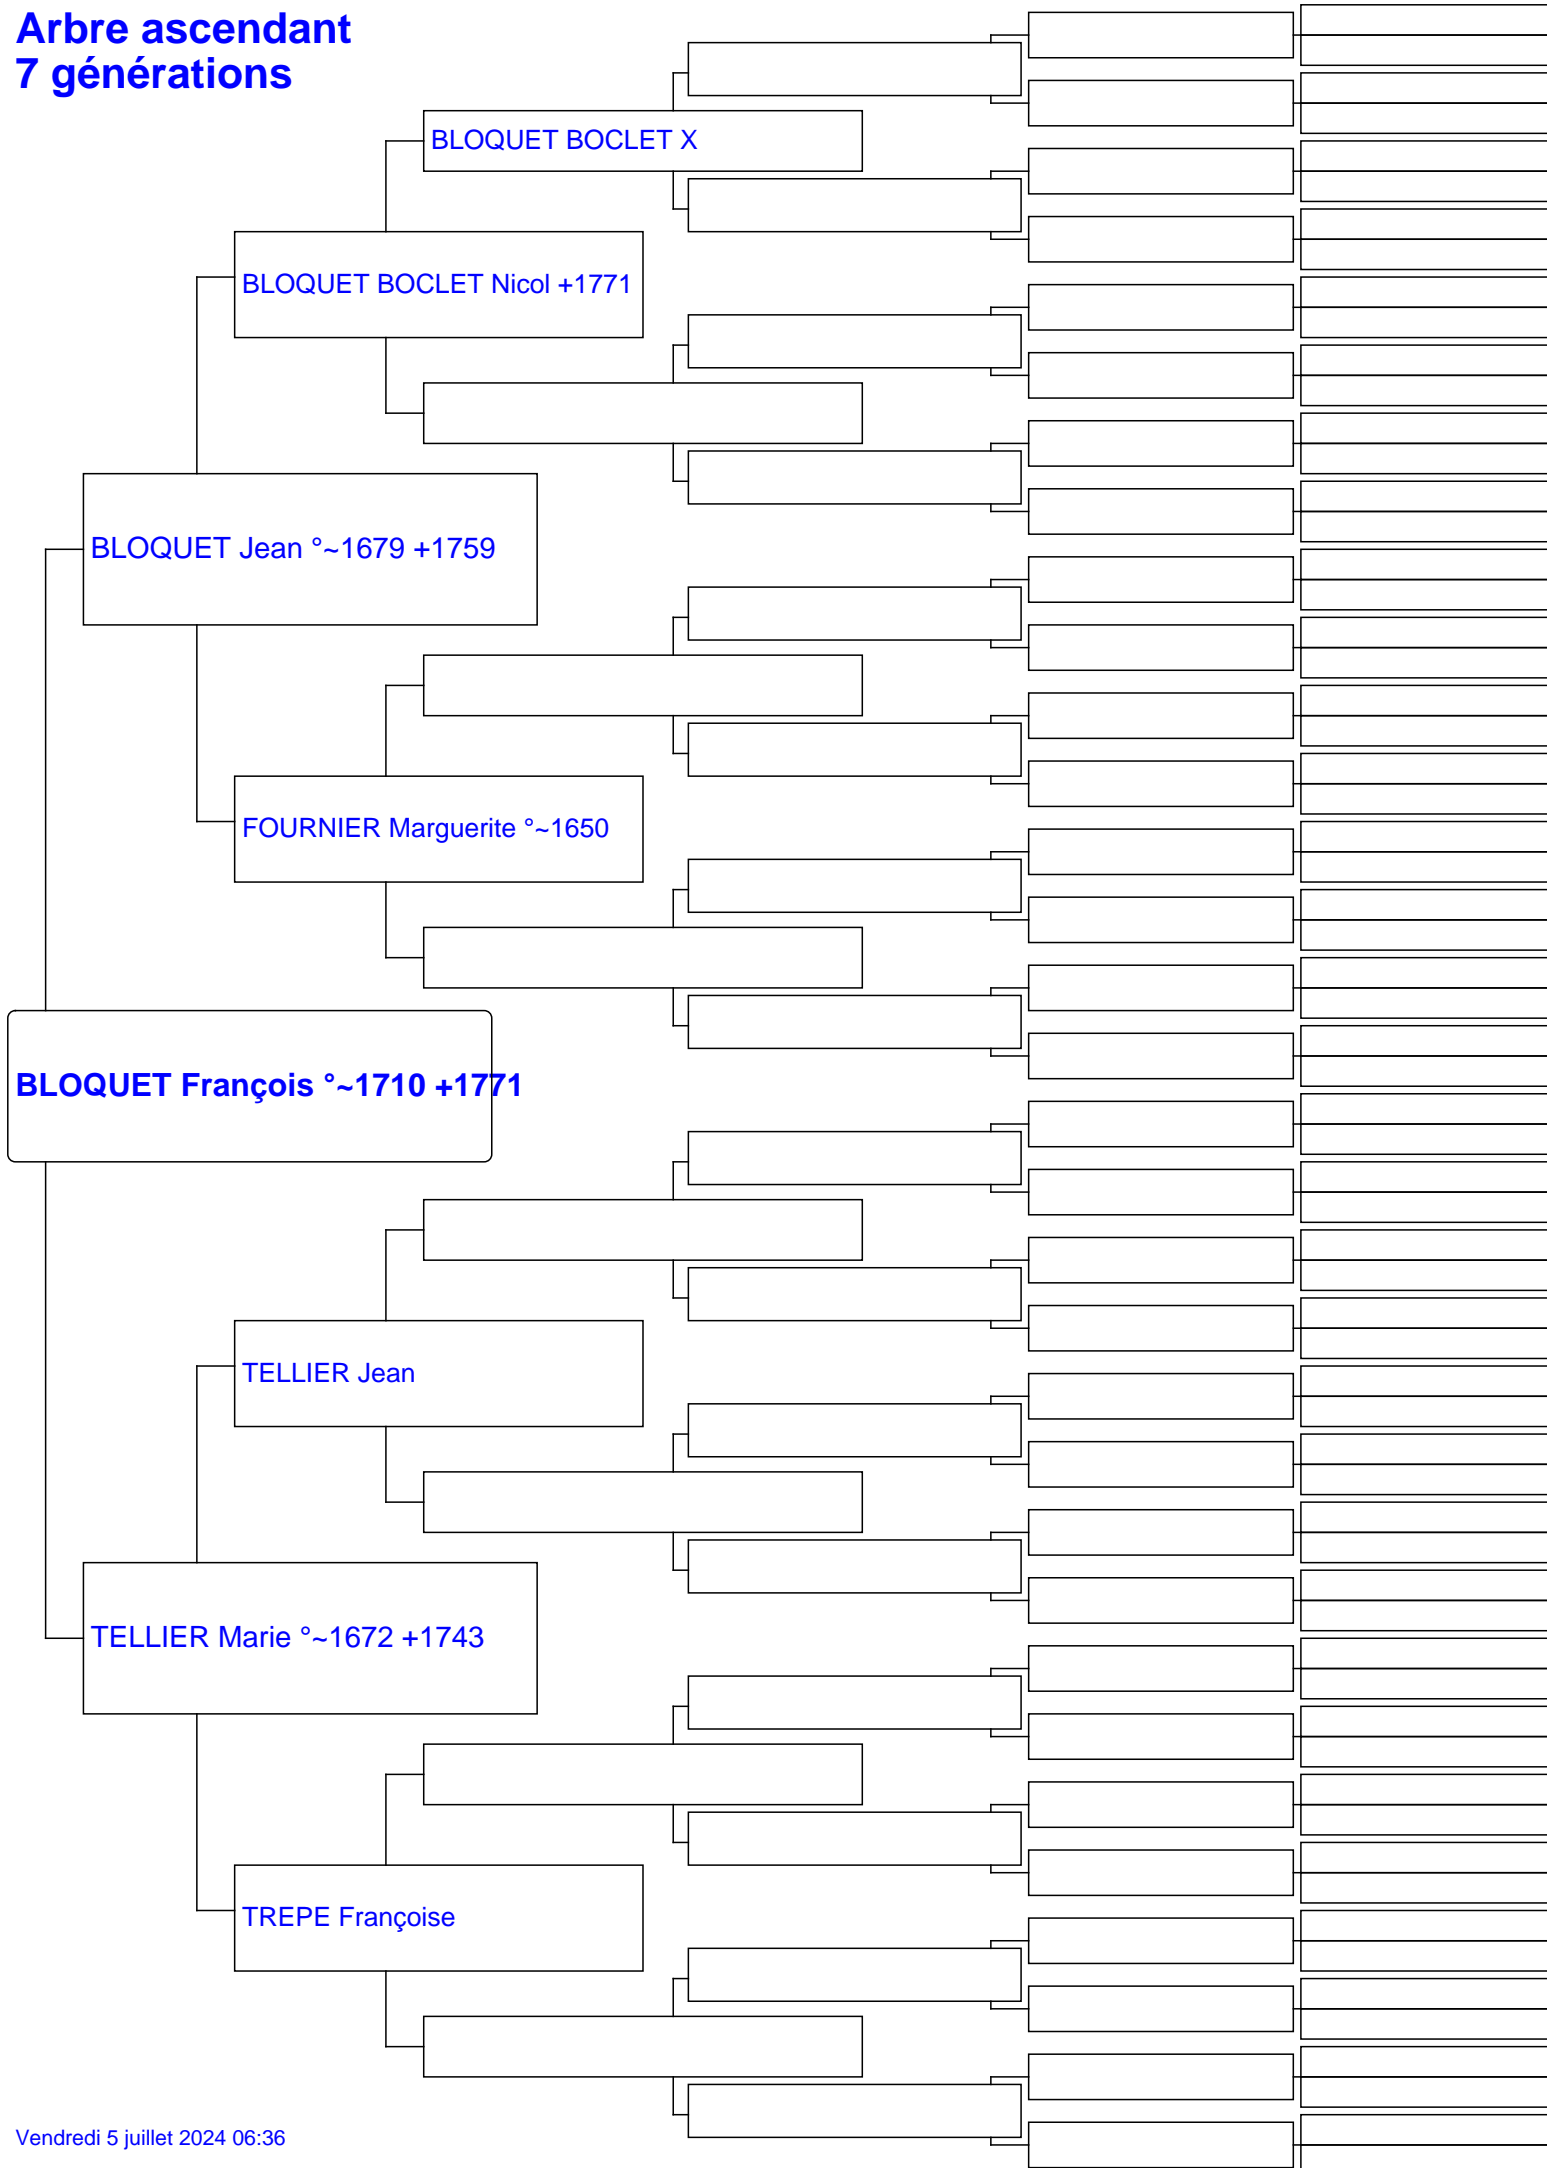 Arbre ascendant
7 générations
BLOQUET BOCLET X
BLOQUET BOCLET Nicol +1771
BLOQUET Jean °~1679 +1759
FOURNIER Marguerite °~1650
BLOQUET François °~1710 +1771
TELLIER Jean
TELLIER Marie °~1672 +1743
TREPE Françoise
Vendredi 5 juillet 2024 06:36